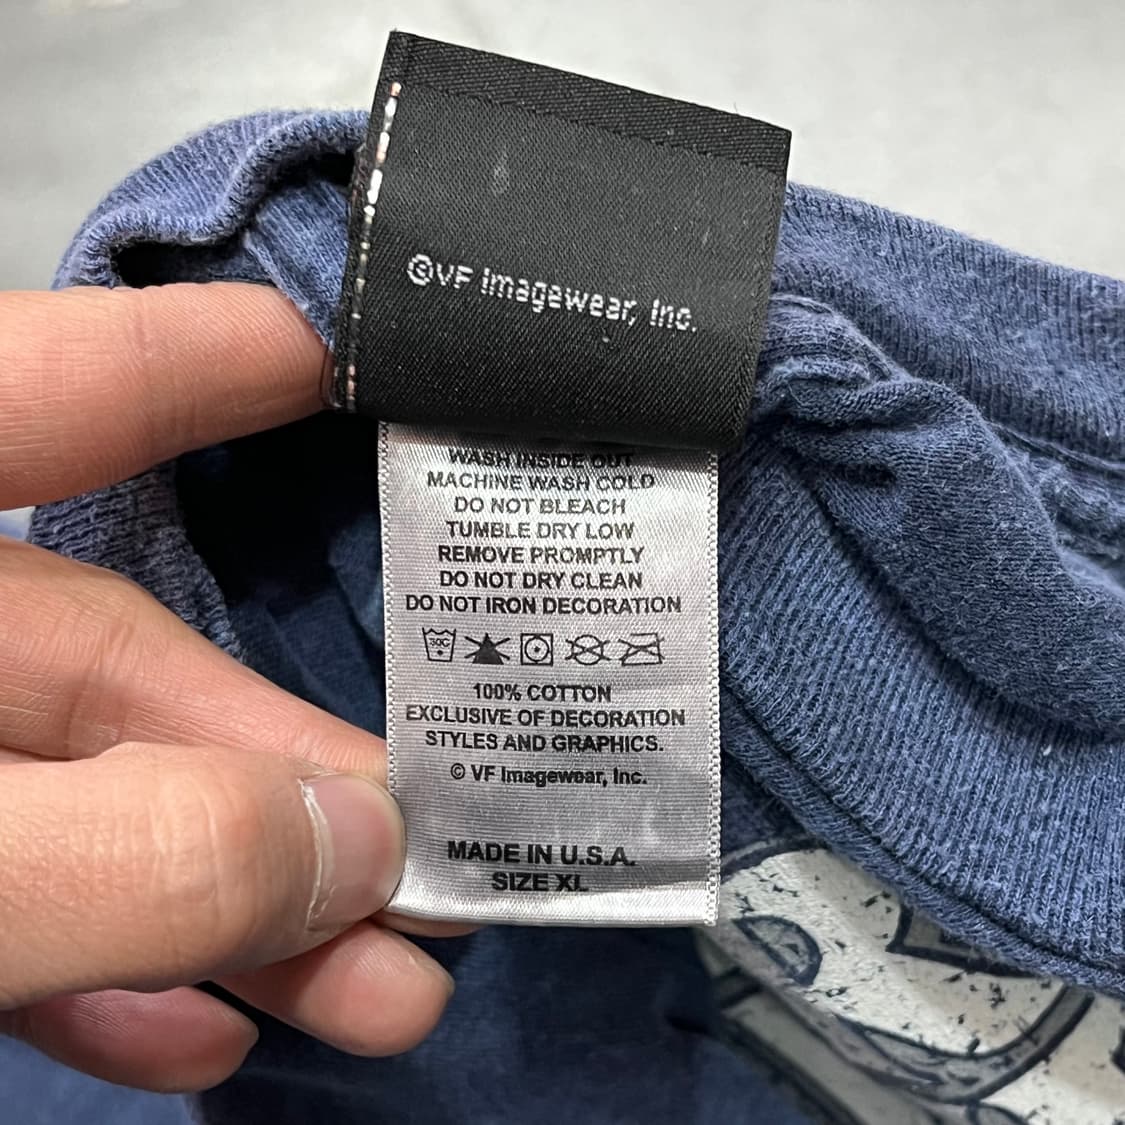 ©VF Imagewear, Inc.
WASH INSIDE OUT
MACHINE WASH COLD
DO NOT BLEACH
TUMBLE DRY LOW
REMOVE PROMPTLY
DO NOT DRY CLEAN
DO NOT IRON DECORATION
30C
100% COTTON
EXCLUSIVE OF DECORATION
STYLES AND GRAPHICS.
© VF Imagewear, Inc.
MADE IN U.S.A.
SIZE XL